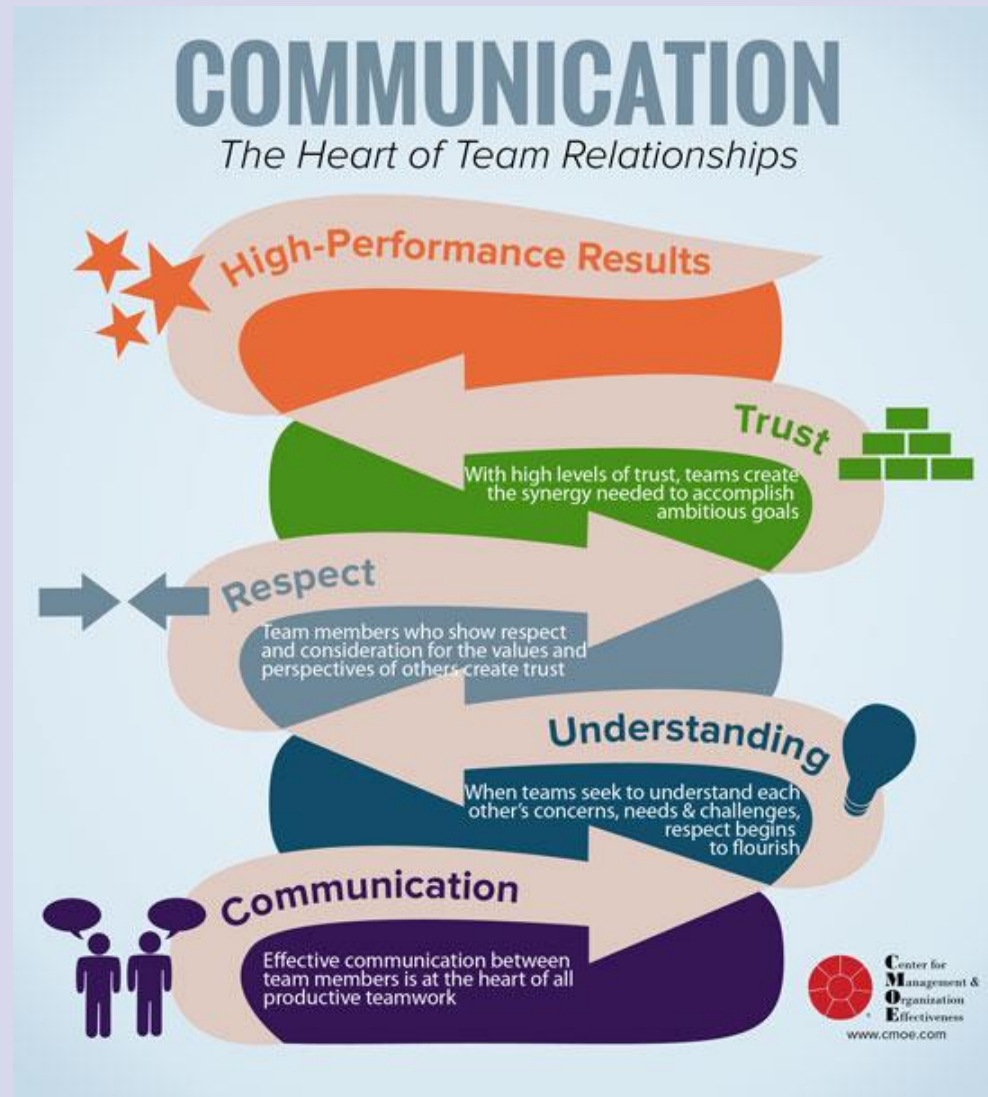 COMMUNICATION
The Heart of Team Relationships
High-Performance Results
Trust
With high levels of trust, teams create
the synergy needed to accomplish
ambitious goals
Respect
Team members who show respect
and consideration for the values and
perspectives of others create trust
Understanding
When teams seek to understand each
other's concerns, needs & challenges,
respect begins
to flourish
Communication
Effective communication between
team members is at the heart of all
productive teamwork
Center for
Management &
Organization
Effectiveness
www.cmoe.com